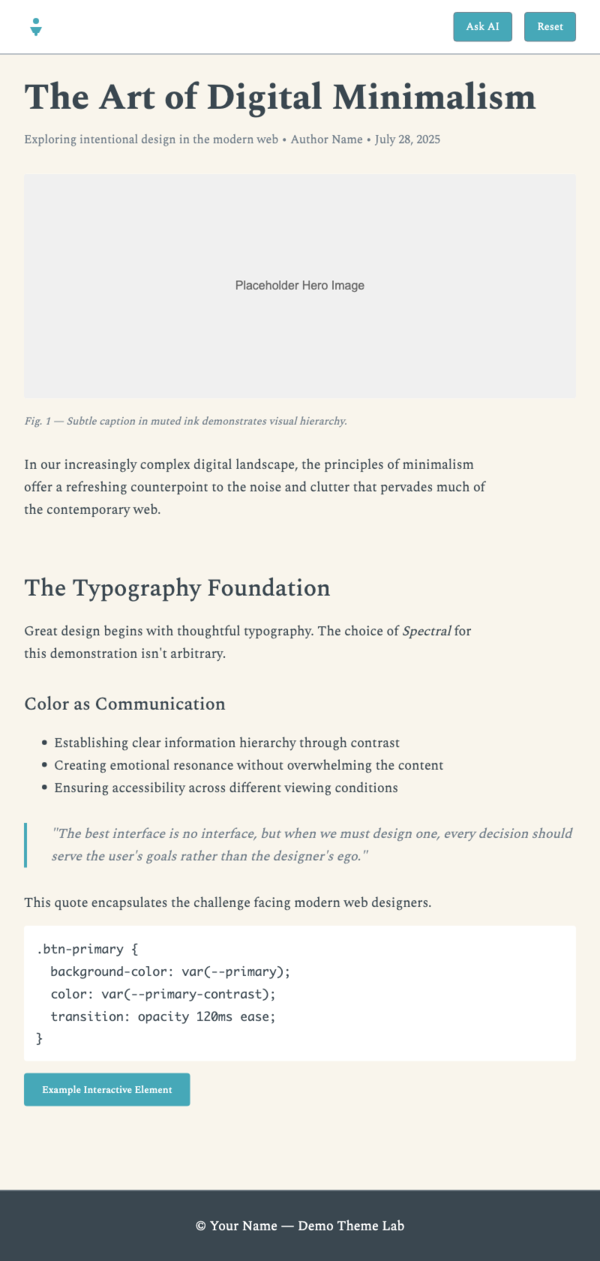 Ask AI
Reset
The Art of Digital Minimalism
Exploring intentional design in the modern web • Author Name • July 28, 2025
Placeholder Hero Image
Fig. 1 — Subtle caption in muted ink demonstrates visual hierarchy.
In our increasingly complex digital landscape, the principles of minimalism
offer a refreshing counterpoint to the noise and clutter that pervades much of
the contemporary web.
The Typography Foundation
Great design begins with thoughtful typography. The choice of Spectral for
this demonstration isn't arbitrary.
Color as Communication
• Establishing clear information hierarchy through contrast
• Creating emotional resonance without overwhelming the content
• Ensuring accessibility across different viewing conditions
"The best interface is no interface, but when we must design one, every decision should
serve the user's goals rather than the designer's ego."
This quote encapsulates the challenge facing modern web designers.
.btn-primary {
  background-color: var(--primary);
  color: var(--primary-contrast);
  transition: opacity 120ms ease;
}
Example Interactive Element
© Your Name — Demo Theme Lab